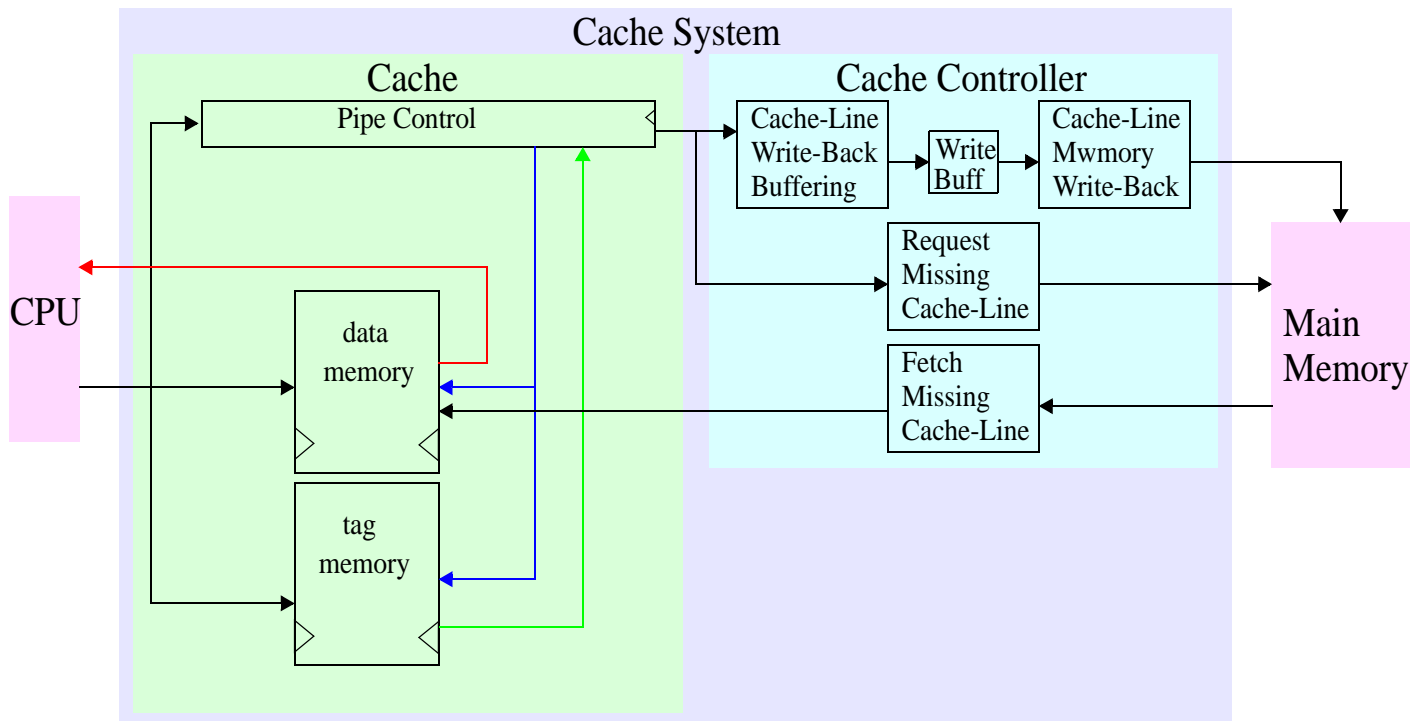 Cache System
Cache
Cache Controller
Pipe Control
Cache-Line
Write-Back
Buffering
Write
Buff
Cache-Line
Mwmory
Write-Back
CPU
data
memory
tag
memory
Request
Missing
Cache-Line
Fetch
Missing
Cache-Line
Main
Memory